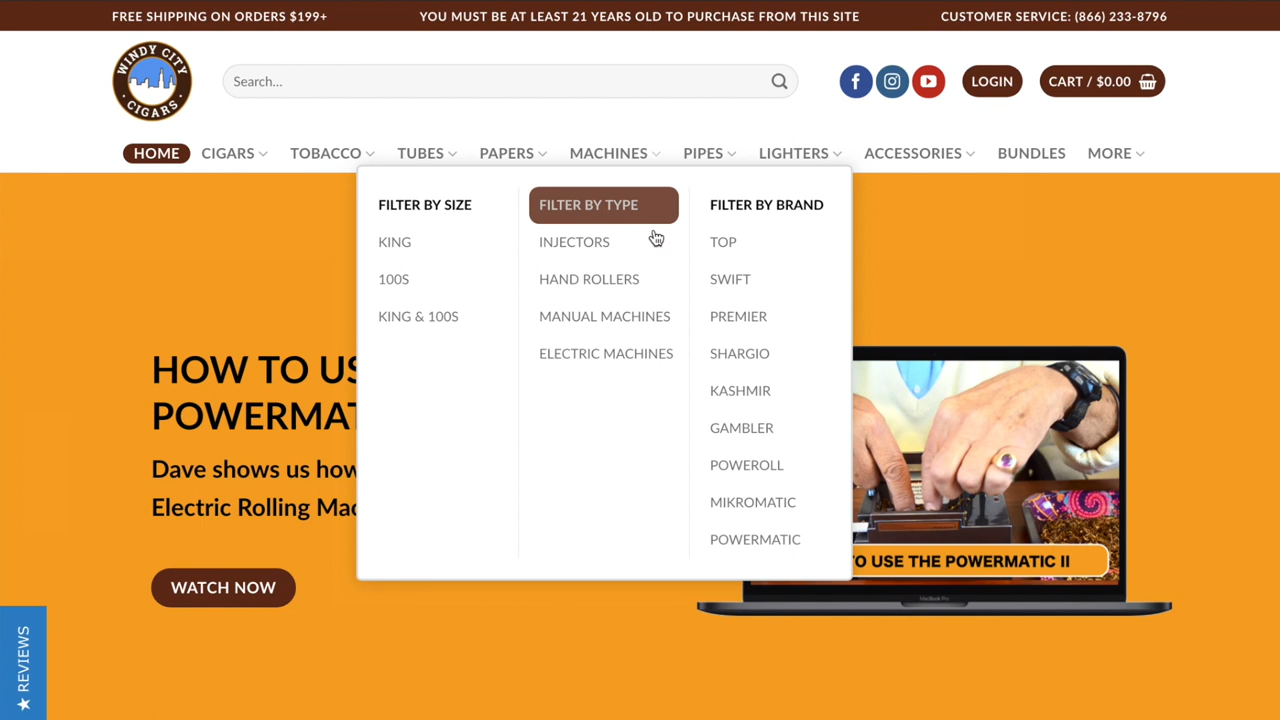 FREE SHIPPING ON ORDERS $199+
YOU MUST BE AT LEAST 21 YEARS OLD TO PURCHASE FROM THIS SITE
CUSTOMER SERVICE: (866) 233-8796
WINDY CITY
CIGARS
Search...
LOGIN
CART / $0.00
HOME CIGARS TOBACCO TUBES PAPERS MACHINES PIPES LIGHTERS ACCESSORIES BUNDLES MORE
FILTER BY SIZE
KING
100S
KING & 100S
FILTER BY TYPE
INJECTORS
HAND ROLLERS
MANUAL MACHINES
ELECTRIC MACHINES
FILTER BY BRAND
TOP
SWIFT
PREMIER
SHARGIO
KASHMIR
GAMBLER
POWEROLL
MIKROMATIC
POWERMATIC
HOW TO US
POWERMAT
Dave shows us how
Electric Rolling Mac
WATCH NOW
O USE THE POWERMATIC II
MacBook Pro
★ REVIEWS